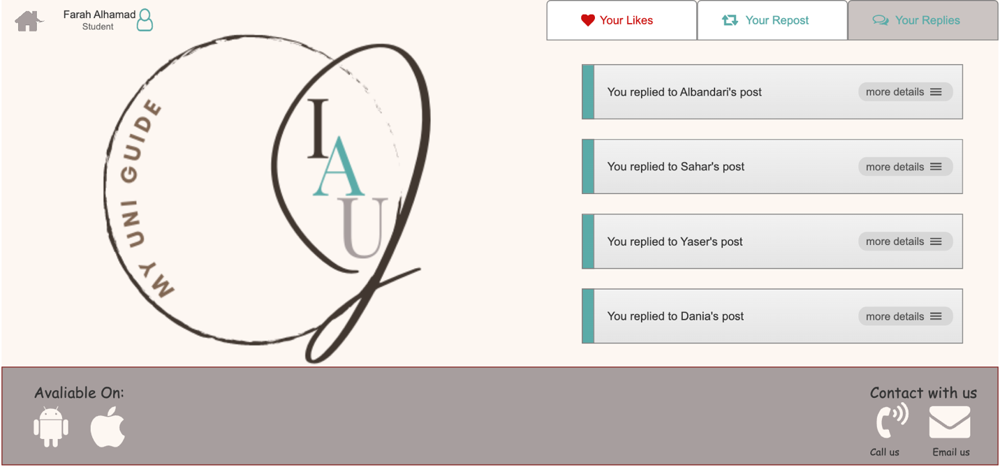 Farah Alhamad
Student
Your Likes
Your Repost
Your Replies
MY UNI GUIDE
I
A
U
You replied to Albandari's post
more details
You replied to Sahar's post
more details
You replied to Yaser's post
more details
You replied to Dania's post
more details
Avaliable On:
Contact with us
Call us
Email us